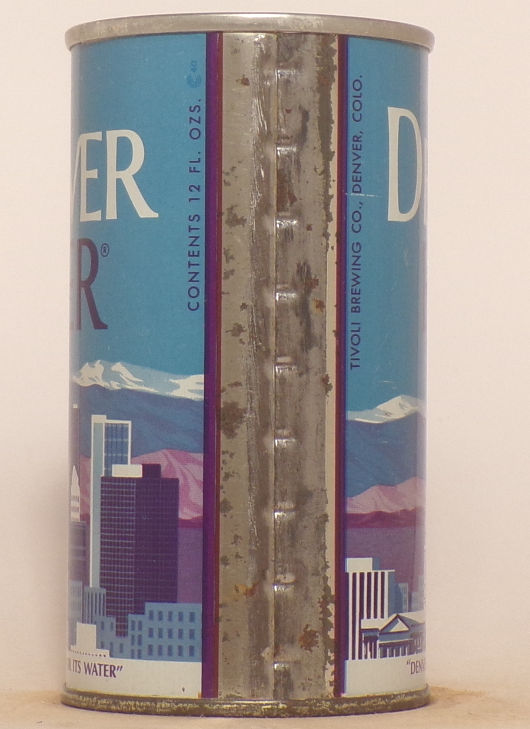 VER
R®
CONTENTS 12 FL. OZS.
TIVOLI BREWING CO., DENVER, COLO.
D
ITS WATER”
“DEN